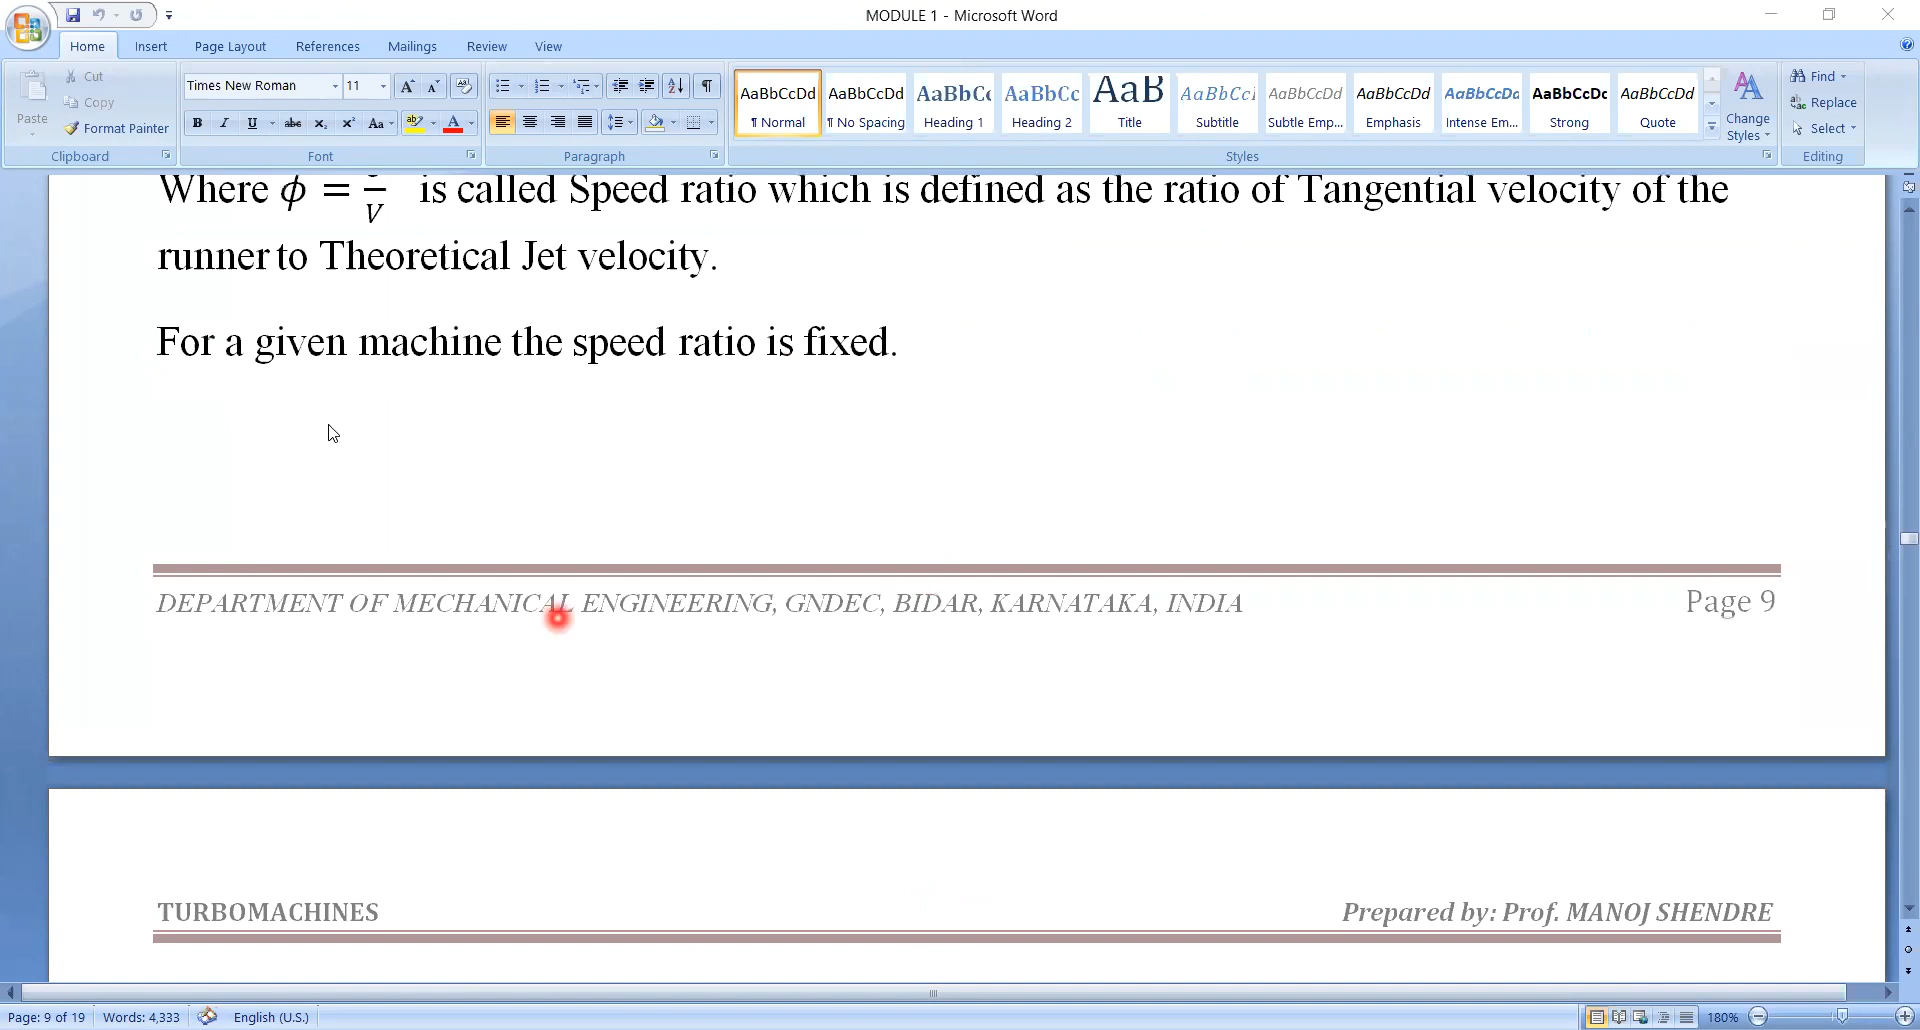 MODULE 1 - Microsoft Word
Home Insert Page Layout References Mailings Review View
Cut
Copy
Format Painter
Paste
Clipboard
Times New Roman 11
Font
Paragraph
AaBbCcDd AaBbCcDd AaBbCc AaBbCc AaB AaBbCcl AaBbCcDd AaBbCcDd AaBbCcDd AaBbCcDc AaBbCcDd
¶ Normal ¶ No Spacing Heading 1 Heading 2 Title Subtitle Subtle Emp... Emphasis Intense Em... Strong Quote
Change Styles
Styles
Find
Replace
Select
Editing
Where ϕ = / V is called Speed ratio which is defined as the ratio of Tangential velocity of the
runner to Theoretical Jet velocity.
For a given machine the speed ratio is fixed.
DEPARTMENT OF MECHANICAL ENGINEERING, GNDEC, BIDAR, KARNATAKA, INDIA Page 9
TURBOMACHINES Prepared by: Prof. MANOJ SHENDRE
Page: 9 of 19 Words: 4,333 English (U.S.) 180%